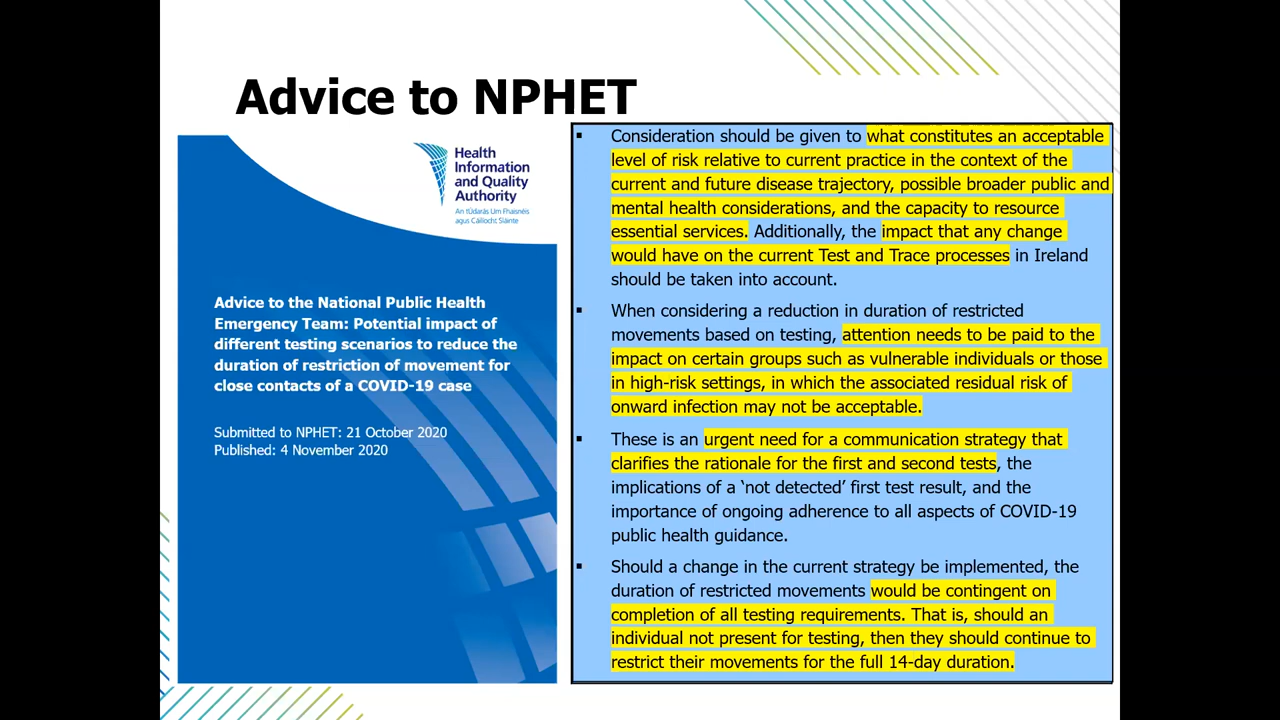 Advice to NPHET
Health
Information
and Quality
Authority
An tÚdarás Um Fhaisnéis
agus Cáilíocht Sláinte
Advice to the National Public Health
Emergency Team: Potential impact of
different testing scenarios to reduce the
duration of restriction of movement for
close contacts of a COVID-19 case
Submitted to NPHET: 21 October 2020
Published: 4 November 2020
▪ Consideration should be given to what constitutes an acceptable
level of risk relative to current practice in the context of the
current and future disease trajectory, possible broader public and
mental health considerations, and the capacity to resource
essential services. Additionally, the impact that any change
would have on the current Test and Trace processes in Ireland
should be taken into account.
▪ When considering a reduction in duration of restricted
movements based on testing, attention needs to be paid to the
impact on certain groups such as vulnerable individuals or those
in high-risk settings, in which the associated residual risk of
onward infection may not be acceptable.
▪ These is an urgent need for a communication strategy that
clarifies the rationale for the first and second tests, the
implications of a ‘not detected’ first test result, and the
importance of ongoing adherence to all aspects of COVID-19
public health guidance.
▪ Should a change in the current strategy be implemented, the
duration of restricted movements would be contingent on
completion of all testing requirements. That is, should an
individual not present for testing, then they should continue to
restrict their movements for the full 14-day duration.